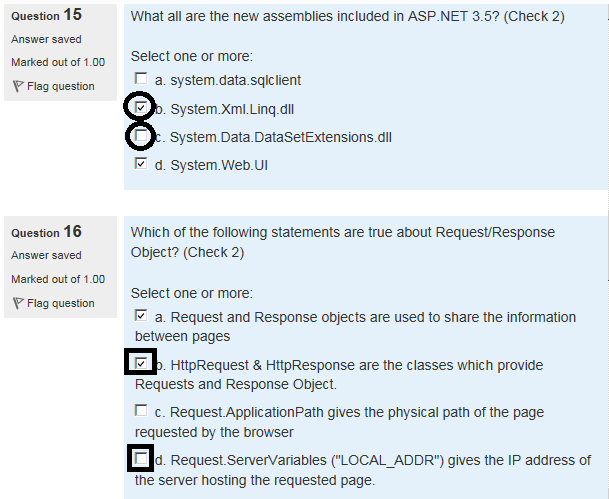 Question 15
Answer saved
Marked out of 1.00
Flag question
What all are the new assemblies included in ASP.NET 3.5? (Check 2)
Select one or more:
a. system.data.sqlclient
b. System.Xml.Linq.dll
c. System.Data.DataSetExtensions.dll
d. System.Web.UI
Question 16
Answer saved
Marked out of 1.00
Flag question
Which of the following statements are true about Request/Response
Object? (Check 2)
Select one or more:
a. Request and Response objects are used to share the information
between pages
b. HttpRequest & HttpResponse are the classes which provide
Requests and Response Object.
c. Request.ApplicationPath gives the physical path of the page
requested by the browser
d. Request.ServerVariables ("LOCAL_ADDR") gives the IP address of
the server hosting the requested page.